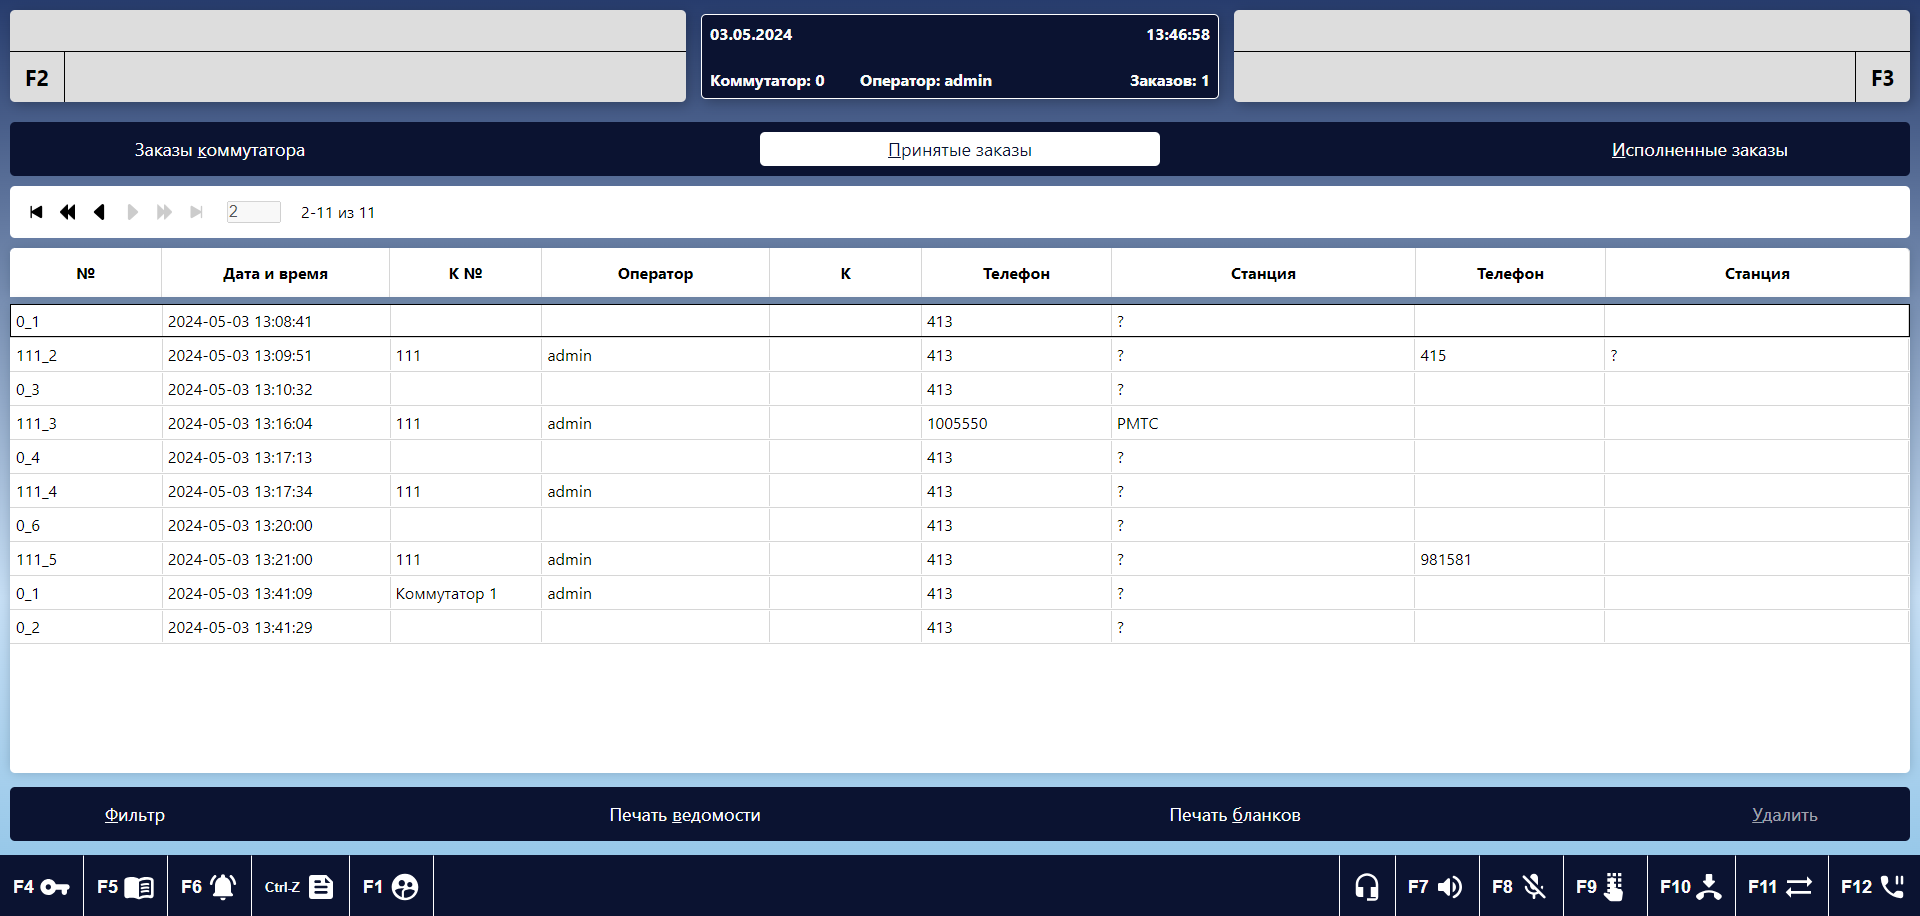 03.05.2024 13:46:58
F2 Коммутатор: 0 Оператор: admin Заказов: 1 F3
Заказы коммутатора Принятые заказы Исполненные заказы
2 2-11 из 11
№ Дата и время К № Оператор К Телефон Станция Телефон Станция
0_1 2024-05-03 13:08:41 413 ?
111_2 2024-05-03 13:09:51 111 admin 413 ? 415 ?
0_3 2024-05-03 13:10:32 413 ?
111_3 2024-05-03 13:16:04 111 admin 1005550 РМТС
0_4 2024-05-03 13:17:13 413 ?
111_4 2024-05-03 13:17:34 111 admin 413 ?
0_6 2024-05-03 13:20:00 413 ?
111_5 2024-05-03 13:21:00 111 admin 413 ? 981581
0_1 2024-05-03 13:41:09 Коммутатор 1 admin 413 ?
0_2 2024-05-03 13:41:29 413 ?
Фильтр Печать ведомости Печать бланков Удалить
F4 F5 F6 Ctrl-Z F1 F7 F8 F9 F10 F11 F12